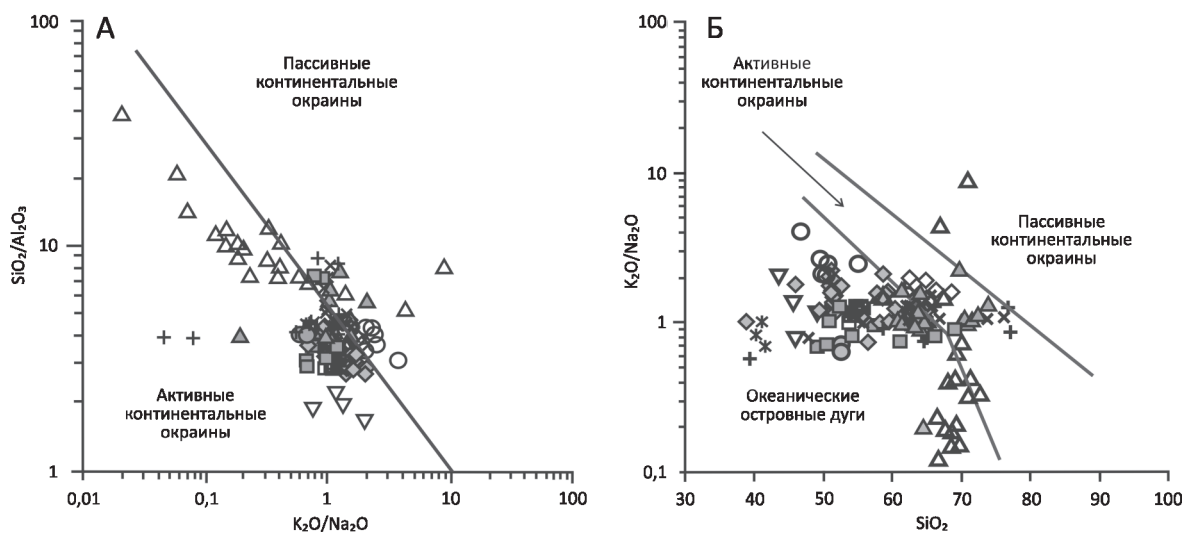 А
100
10
1
SiO₂/Al₂O₃
Пассивные
континентальные
окраины
Активные
континентальные
окраины
0,01
0,1
1
10
100
K₂O/Na₂O
Б
100
10
1
0,1
K₂O/Na₂O
Активные
континентальные
окраины
Пассивные
континентальные
окраины
Океанические
островные дуги
30
40
50
60
70
80
90
100
SiO₂